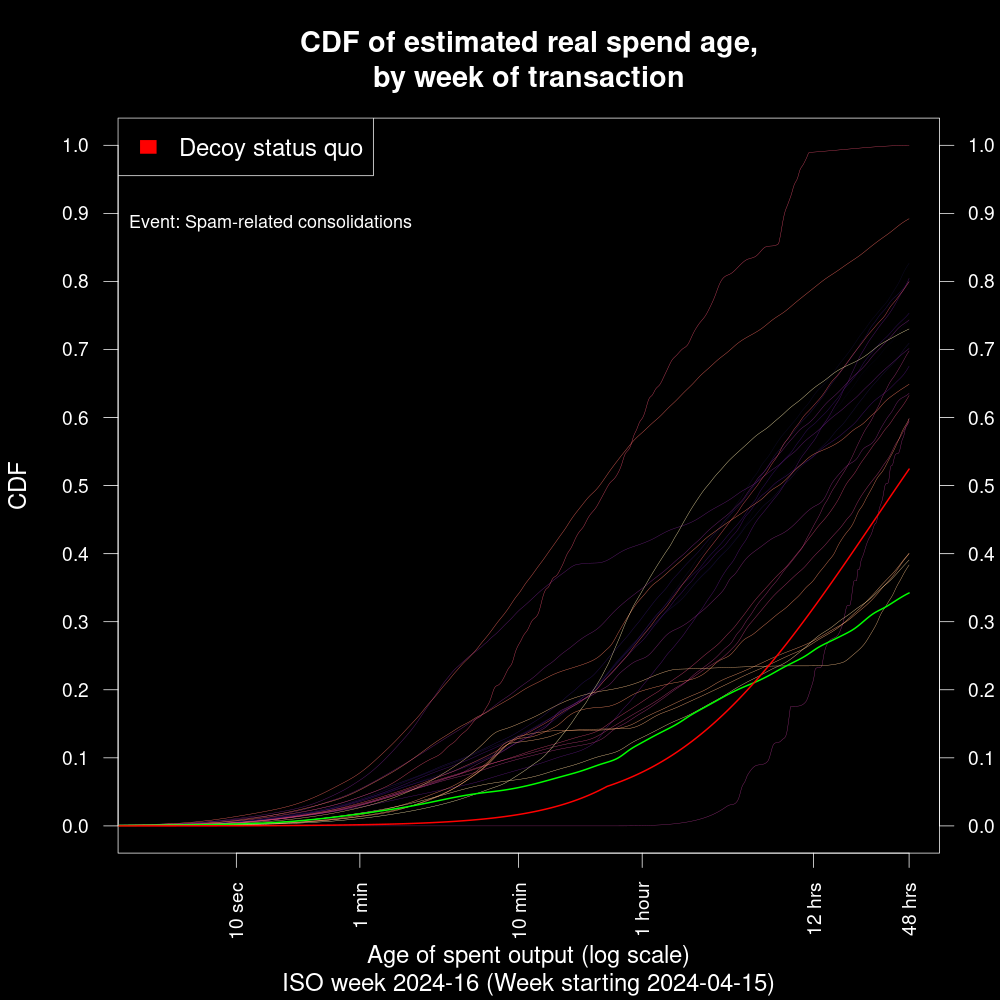 CDF of estimated real spend age,
by week of transaction
Decoy status quo
Event: Spam-related consolidations
CDF
1.0
0.9
0.8
0.7
0.6
0.5
0.4
0.3
0.2
0.1
0.0
1.0
0.9
0.8
0.7
0.6
0.5
0.4
0.3
0.2
0.1
0.0
10 sec
1 min
10 min
1 hour
12 hrs
48 hrs
Age of spent output (log scale)
ISO week 2024-16 (Week starting 2024-04-15)